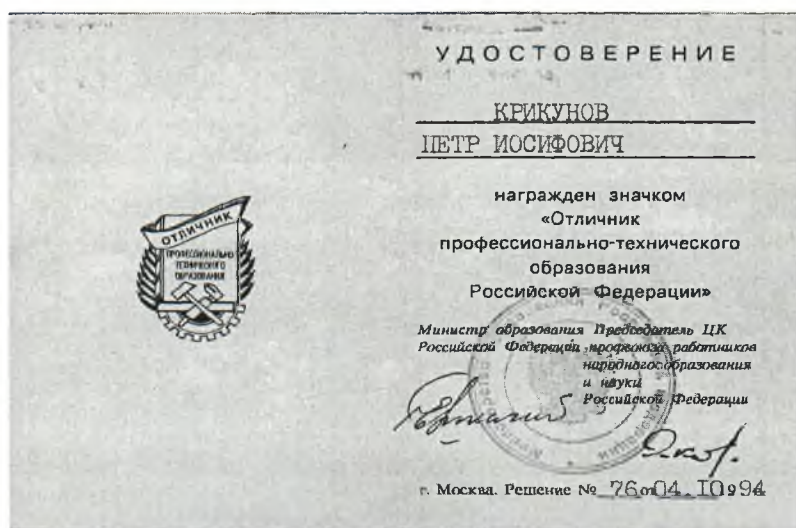 ОТЛИЧНИК
ПРОФЕССИОНАЛЬНО
ТЕХНИЧЕСКОГО
ОБРАЗОВАНИЯ
УДОСТОВЕРЕНИЕ
КРИКУНОВ
ПЕТР ИОСИФОВИЧ
награжден значком
«Отличник
профессионально-технического
образования
Российской Федерации»
Министр образования Председатель ЦК
Российской Федерации профсоюза работников
народного образования
и науки
Российской Федерации
г. Москва. Решение № 76 от 04.10 1994